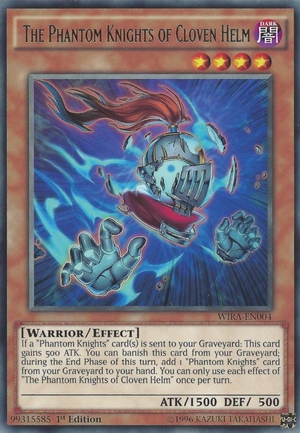 THE PHANTOM KNIGHTS OF CLOVEN HELM
DARK
闇
WIRA-EN004
[WARRIOR/EFFECT]
If a "Phantom Knights" card(s) is sent to your Graveyard: This card
gains 500 ATK. You can banish this card from your Graveyard;
during the End Phase of this turn, add 1 "Phantom Knights" card
from your Graveyard to your hand. You can only use each effect of
"The Phantom Knights of Cloven Helm" once per turn.
ATK/1500 DEF/ 500
99315585 1st Edition ©1996 KAZUKI TAKAHASHI